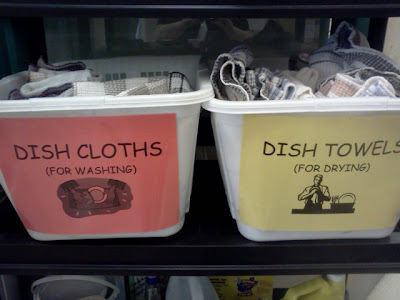 DISH CLOTHS
(FOR WASHING)
DISH TOWELS
(FOR DRYING)